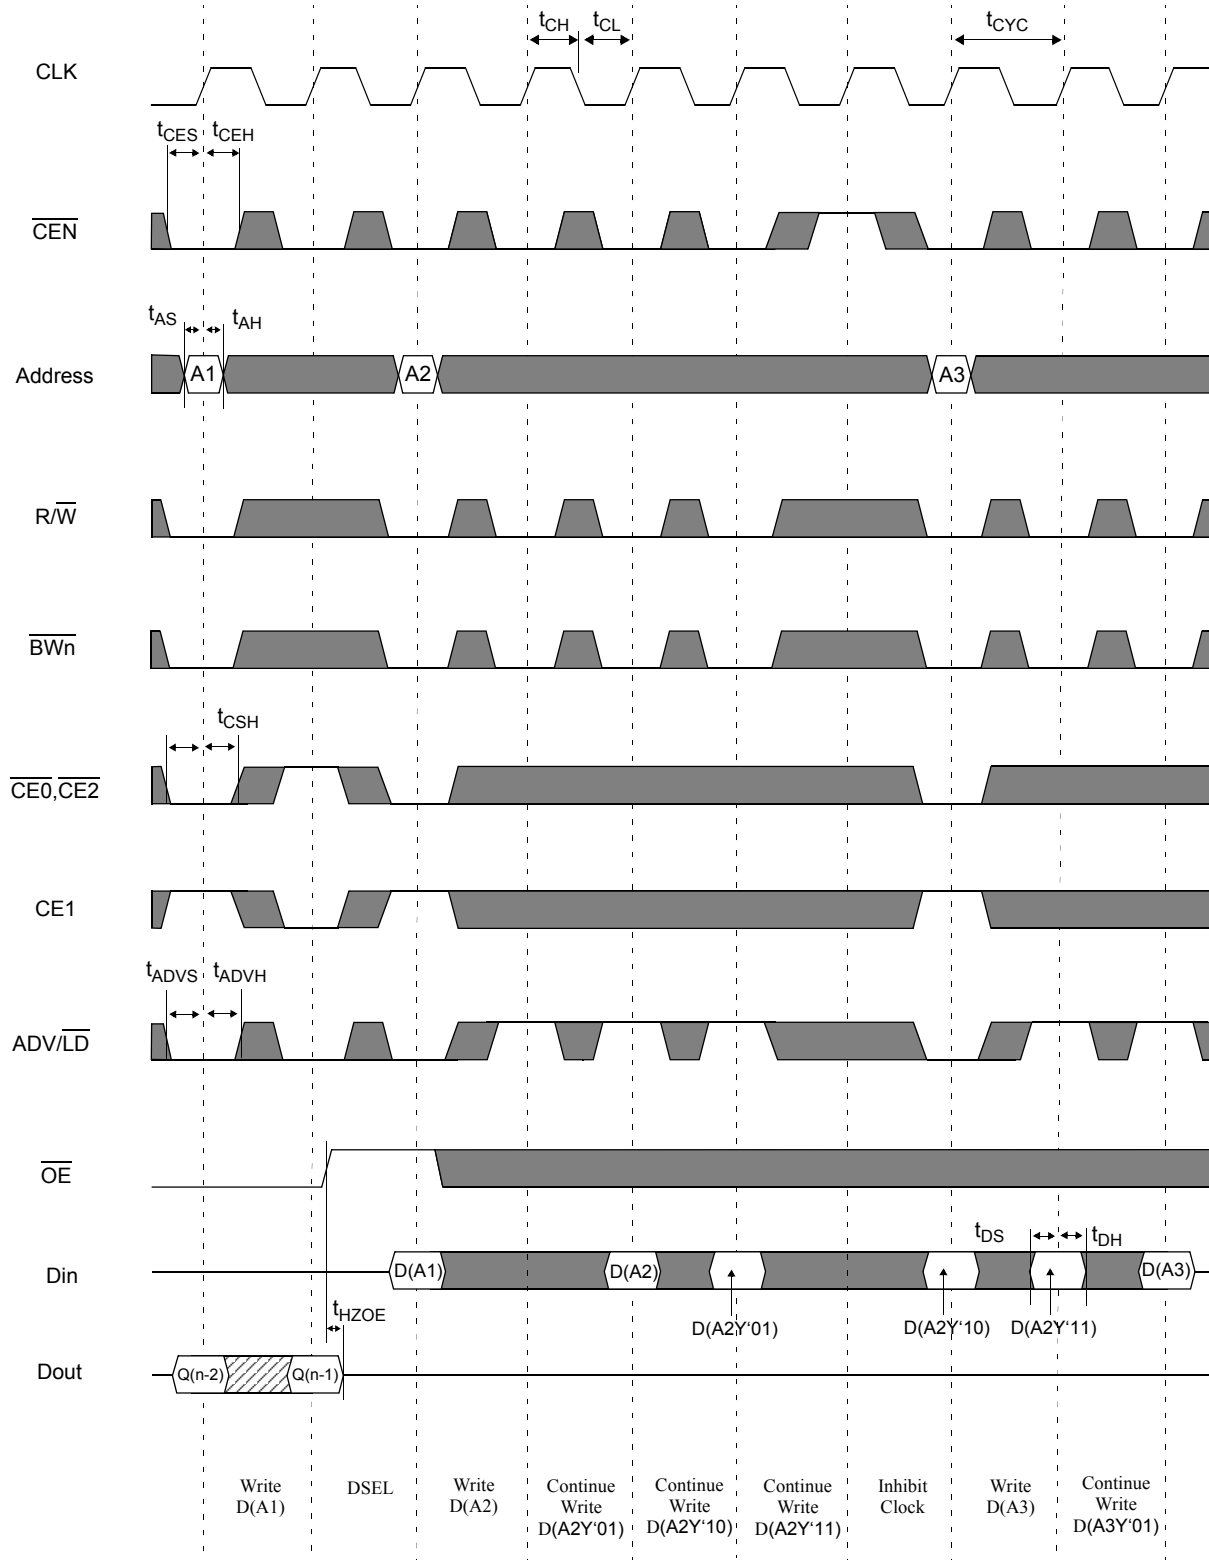 tCH tCL tCYC
CLK
tCES tCEH
CEN
tAS tAH
Address A1 A2 A3
R/W
BWn
tCSH
CE0,CE2
CE1
tADVS tADVH
ADV/LD
OE
tDS tDH
Din D(A1) D(A2) D(A3)
tHZOE
D(A2Y‘01) D(A2Y‘10) D(A2Y‘11)
Dout Q(n-2) Q(n-1)
Write
D(A1)
DSEL
Write
D(A2)
Continue
Write
D(A2Y‘01)
Continue
Write
D(A2Y‘10)
Continue
Write
D(A2Y‘11)
Inhibit
Clock
Write
D(A3)
Continue
Write
D(A3Y‘01)